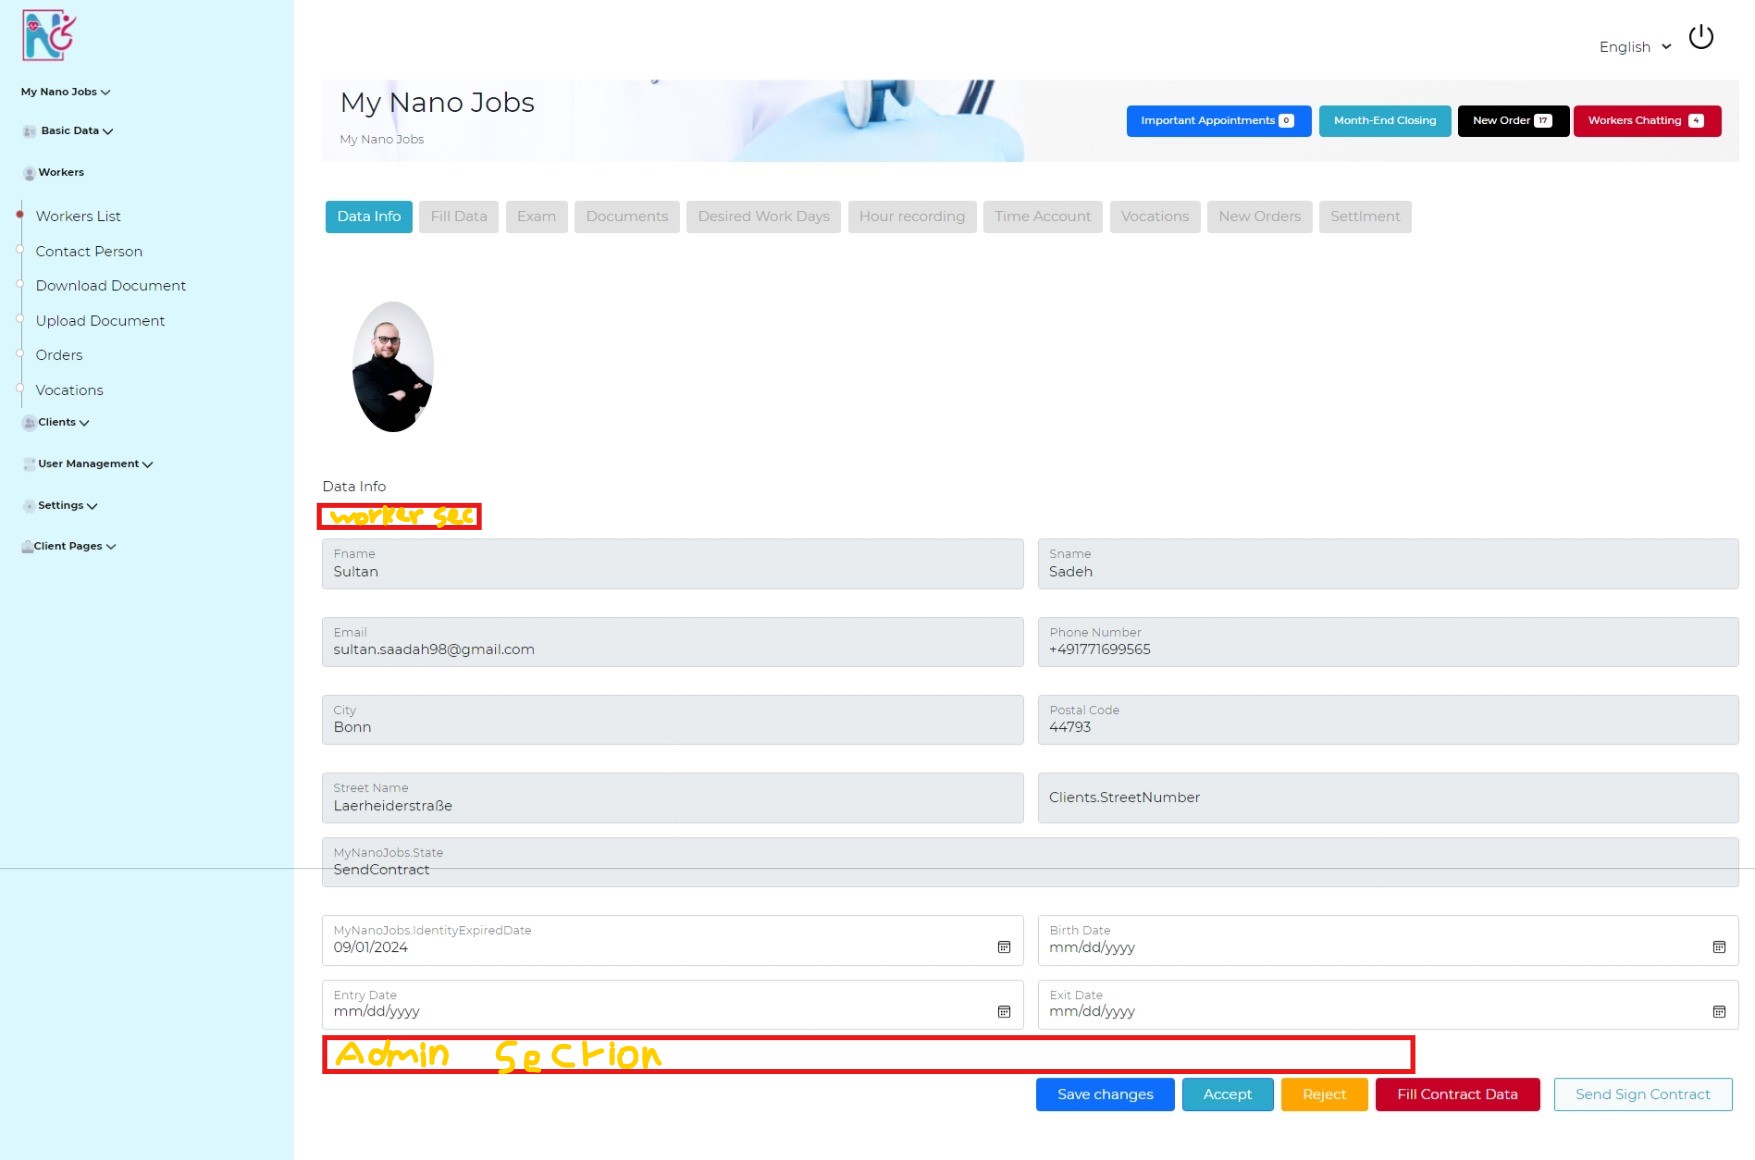 English
My Nano Jobs
Basic Data
Workers
Workers List
Contact Person
Download Document
Upload Document
Orders
Vocations
Clients
User Management
Settings
Client Pages
My Nano Jobs
My Nano Jobs
Important Appointments 0
Month-End Closing
New Order 17
Workers Chatting 4
Data Info
Fill Data
Exam
Documents
Desired Work Days
Hour recording
Time Account
Vocations
New Orders
Settlment
Data Info
worker sec
Fname
Sultan
Sname
Sadeh
Email
sultan.saadah98@gmail.com
Phone Number
+491771699565
City
Bonn
Postal Code
44793
Street Name
Laerheiderstraße
Clients.StreetNumber
MyNanoJobs.State
SendContract
MyNanoJobs.IdentityExpiredDate
09/01/2024
Birth Date
mm/dd/yyyy
Entry Date
mm/dd/yyyy
Exit Date
mm/dd/yyyy
Admin Section
Save changes
Accept
Reject
Fill Contract Data
Send Sign Contract